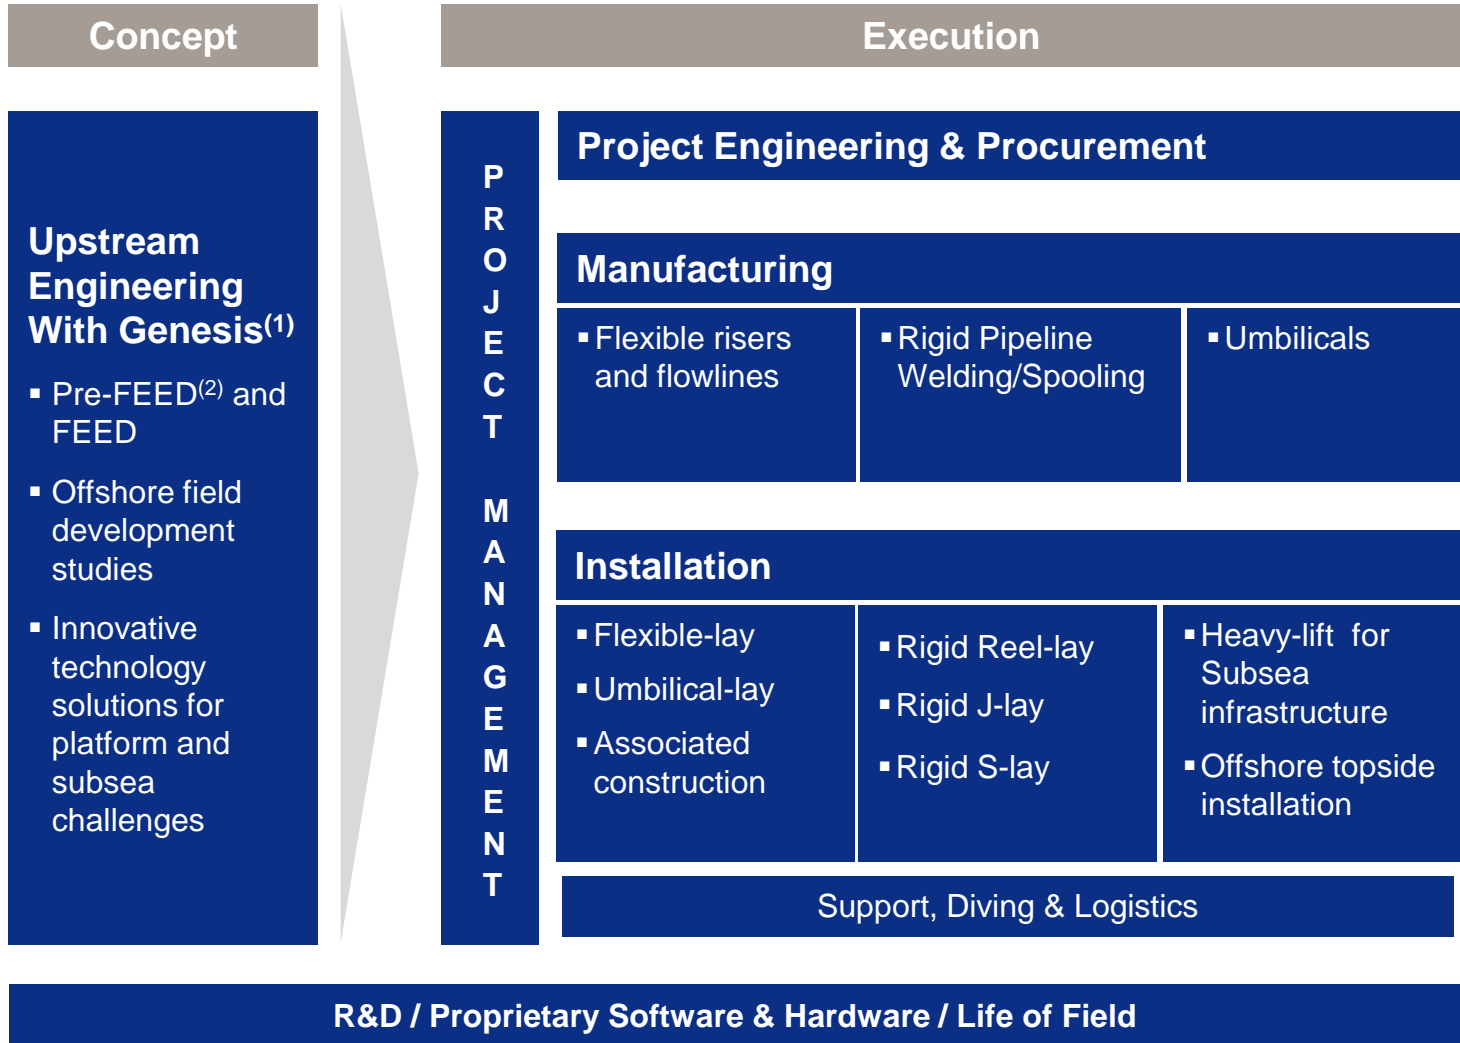 Concept
Execution
Upstream
Engineering
With Genesis(1)
▪ Pre-FEED(2) and
FEED
▪ Offshore field
development
studies
▪ Innovative
technology
solutions for
platform and
subsea
challenges
PROJECT MANAGEMENT
Project Engineering & Procurement
Manufacturing
▪ Flexible risers
and flowlines
▪ Rigid Pipeline
Welding/Spooling
▪ Umbilicals
Installation
▪ Flexible-lay
▪ Umbilical-lay
▪ Associated
construction
▪ Rigid Reel-lay
▪ Rigid J-lay
▪ Rigid S-lay
▪ Heavy-lift for
Subsea
infrastructure
▪ Offshore topside
installation
Support, Diving & Logistics
R&D / Proprietary Software & Hardware / Life of Field